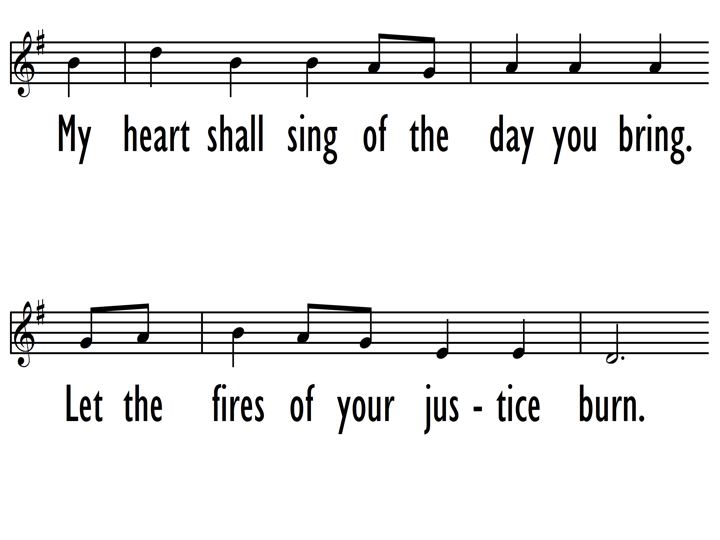 My heart shall sing of the day you bring.
Let the fires of your jus - tice burn.